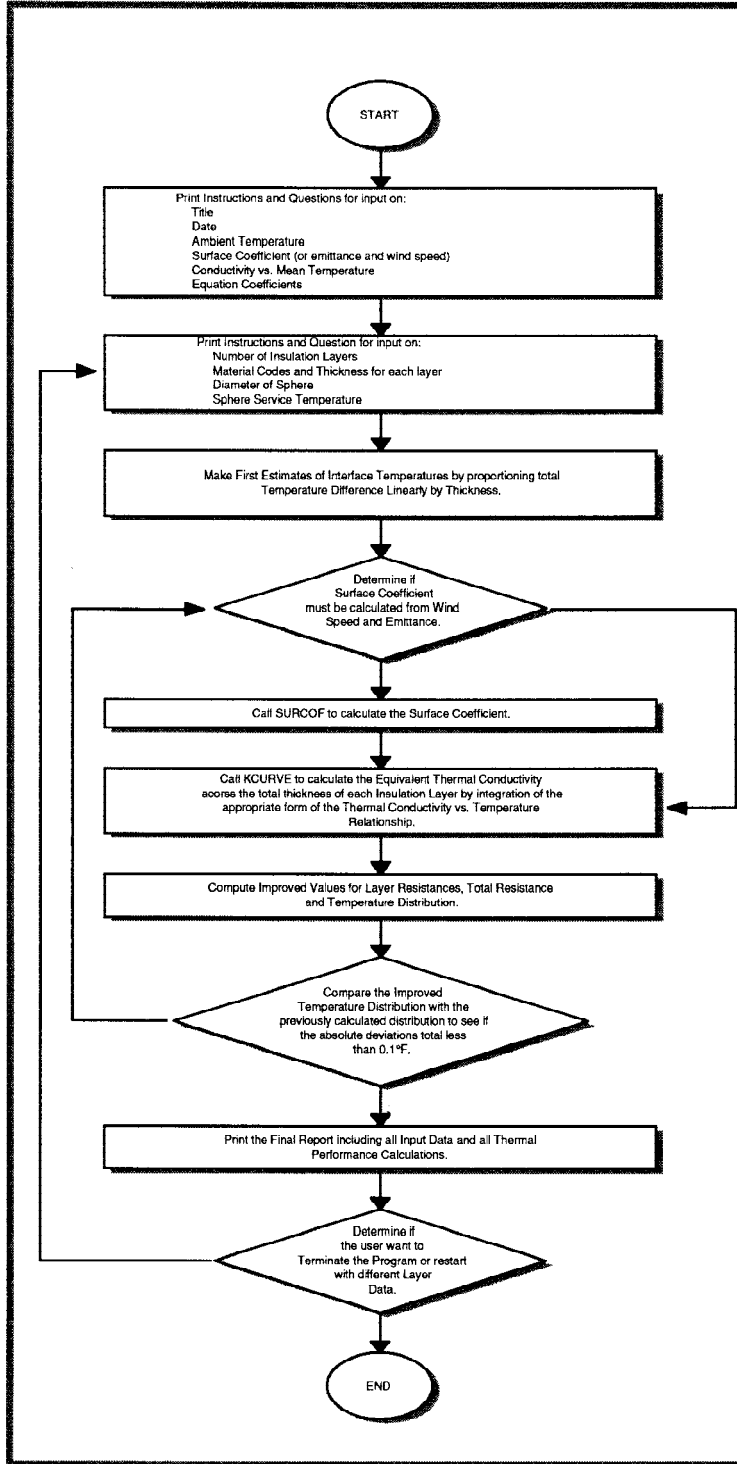 START
Print Instructions and Questions for input on:
Title
Date
Ambient Temperature
Surface Coefficient (or emittance and wind speed)
Conductivity vs. Mean Temperature
Equation Coefficients
Print Instructions and Question for input on:
Number of Insulation Layers
Material Codes and Thickness for each layer
Diameter of Sphere
Sphere Service Temperature
Make First Estimates of Interface Temperatures by proportioning total
Temperature Difference Linearly by Thickness.
Determine if
Surface Coefficient
must be calculated from Wind
Speed and Emittance.
Call SURCOF to calculate the Surface Coefficient.
Call KCURVE to calculate the Equivalent Thermal Conductivity
acorss the total thickness of each Insulation Layer by integration of the
appropriate form of the Thermal Conductivity vs. Temperature
Relationship.
Compute Improved Values for Layer Resistances, Total Resistance
and Temperature Distribution.
Compare the Improved
Temperature Distribution with the
previously calculated distribution to see if
the absolute deviations total less
than 0.1°F.
Print the Final Report including all Input Data and all Thermal
Performance Calculations.
Determine if
the user want to
Terminate the Program or restart
with different Layer
Data.
END